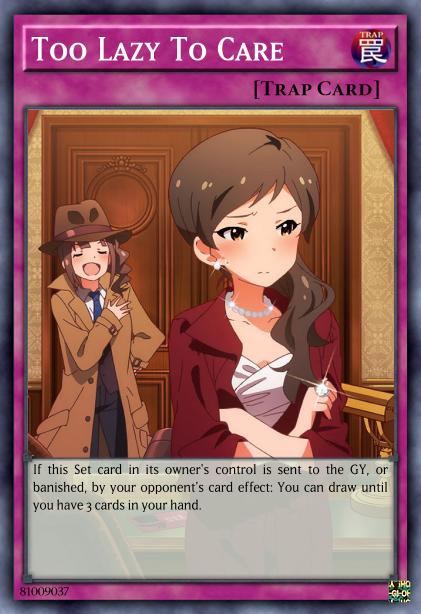 Too Lazy To Care
TRAP
罠
[Trap Card]
If this Set card in its owner's control is sent to the GY, or
banished, by your opponent's card effect: You can draw until
you have 3 cards in your hand.
81009037